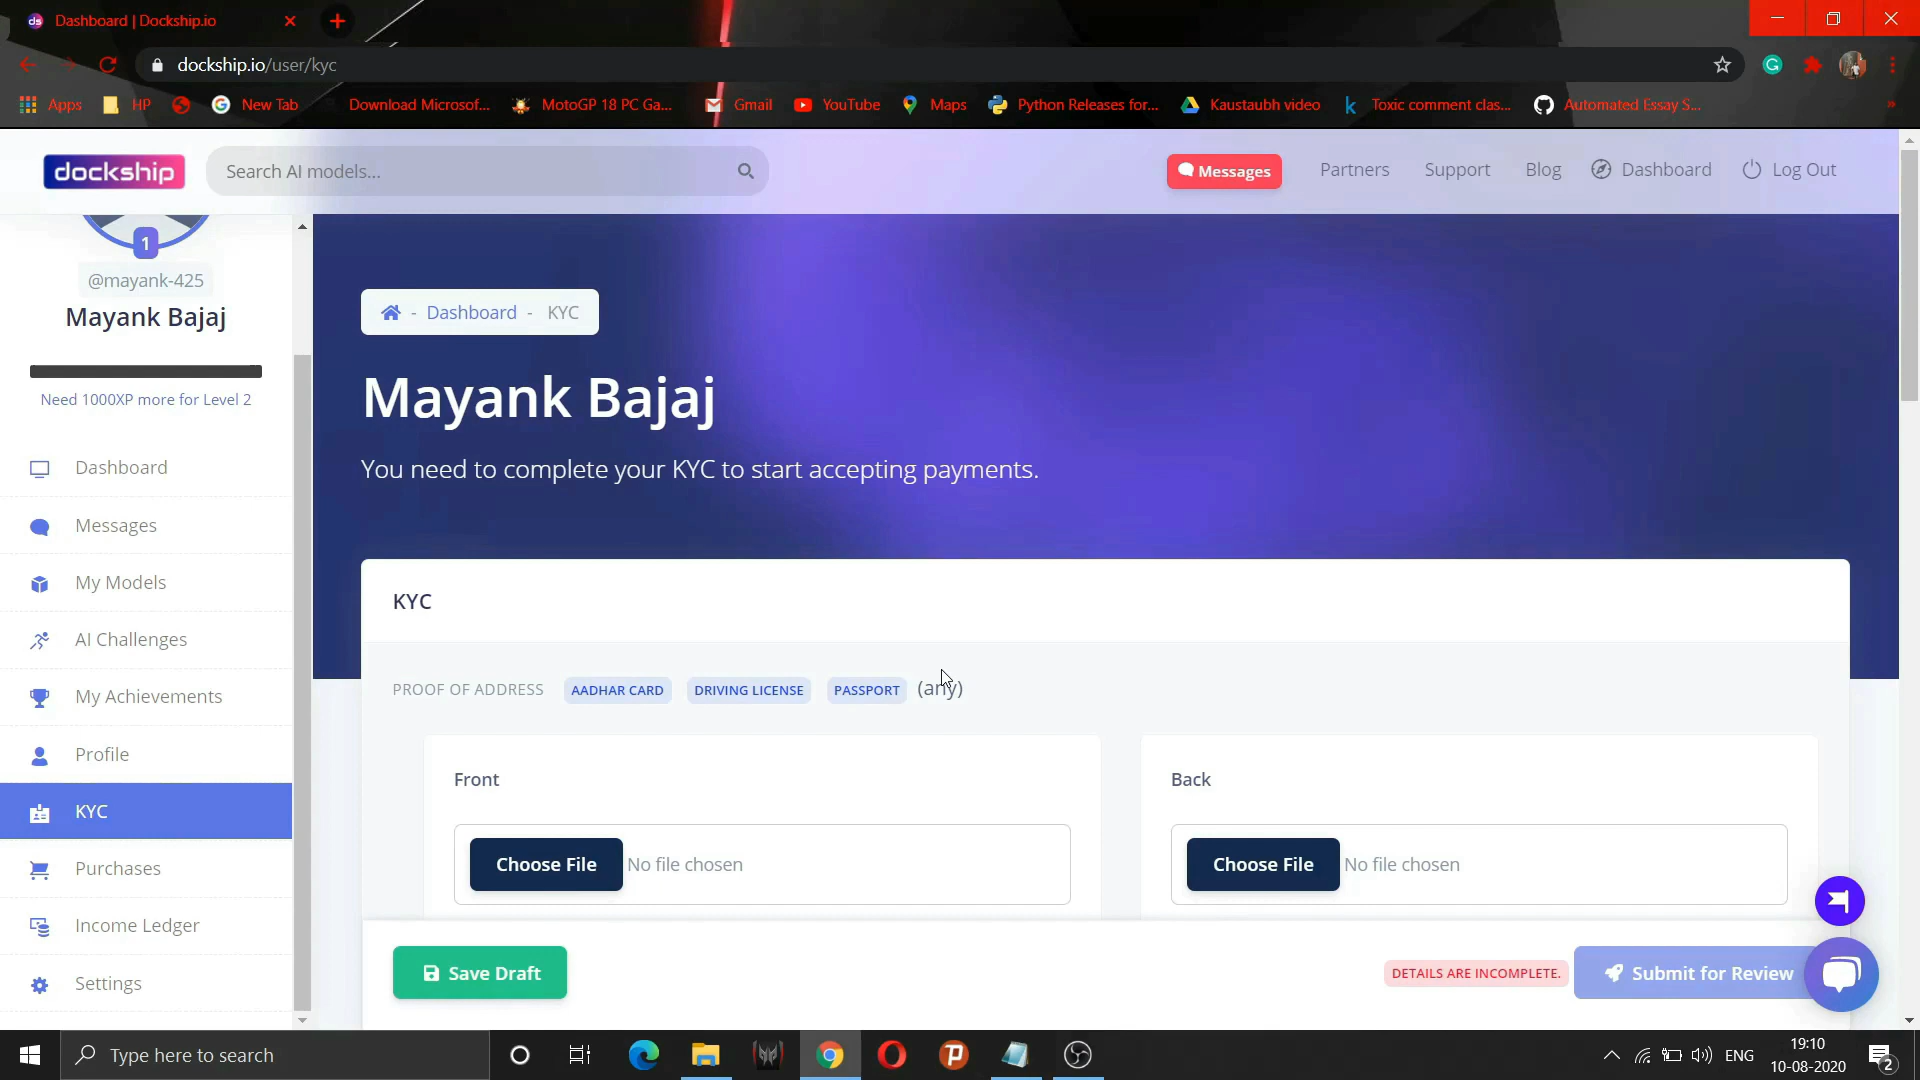 Dashboard | Dockship.io
dockship.io/user/kyc
Apps
HP
New Tab
Download Microsof...
MotoGP 18 PC Ga...
Gmail
YouTube
Maps
Python Releases for...
Kaustaubh video
Toxic comment clas...
Automated Essay S...
dockship
Search AI models...
Messages
Partners
Support
Blog
Dashboard
Log Out
1
@mayank-425
Mayank Bajaj
Need 1000XP more for Level 2
Dashboard
Messages
My Models
AI Challenges
My Achievements
Profile
KYC
Purchases
Income Ledger
Settings
- Dashboard - KYC
Mayank Bajaj
You need to complete your KYC to start accepting payments.
KYC
PROOF OF ADDRESS AADHAR CARD DRIVING LICENSE PASSPORT (any)
Front
Choose File No file chosen
Back
Choose File No file chosen
Save Draft
DETAILS ARE INCOMPLETE.
Submit for Review
Type here to search
ENG
19:10
10-08-2020
2